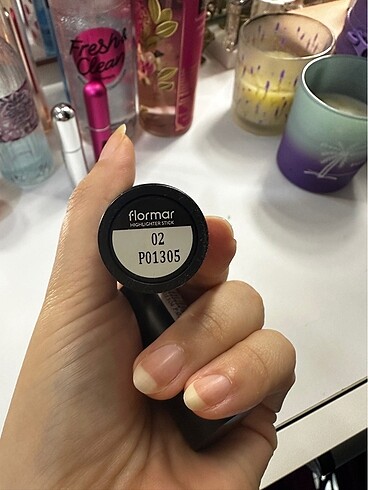 Fresh &
Clean
flormar
HIGHLIGHTER STICK
02
P01305